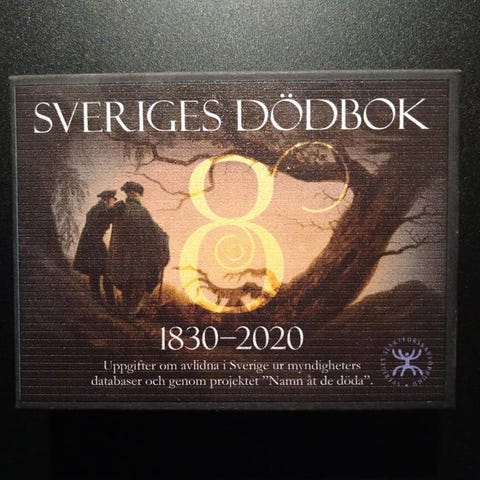 SVERIGES DÖDBOK
8
1830–2020
Uppgifter om avlidna i Sverige ur myndigheters
databaser och genom projektet ”Namn åt de döda”.